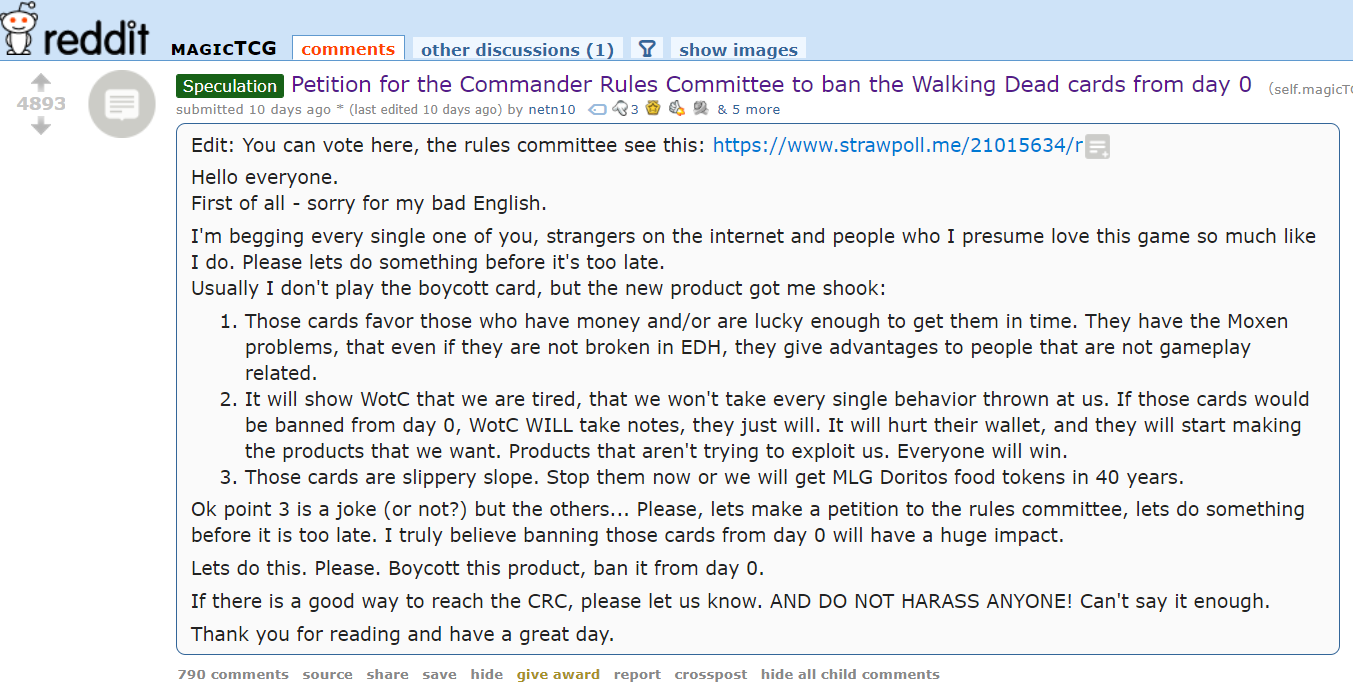 reddit MAGICTCG comments other discussions (1) show images
Speculation Petition for the Commander Rules Committee to ban the Walking Dead cards from day 0 (self.magicTC
4893
submitted 10 days ago * (last edited 10 days ago) by netn10 3 & 5 more
Edit: You can vote here, the rules committee see this: https://www.strawpoll.me/21015634/r
Hello everyone.
First of all - sorry for my bad English.
I'm begging every single one of you, strangers on the internet and people who I presume love this game so much like
I do. Please lets do something before it's too late.
Usually I don't play the boycott card, but the new product got me shook:
1. Those cards favor those who have money and/or are lucky enough to get them in time. They have the Moxen
problems, that even if they are not broken in EDH, they give advantages to people that are not gameplay
related.
2. It will show WotC that we are tired, that we won't take every single behavior thrown at us. If those cards would
be banned from day 0, WotC WILL take notes, they just will. It will hurt their wallet, and they will start making
the products that we want. Products that aren't trying to exploit us. Everyone will win.
3. Those cards are slippery slope. Stop them now or we will get MLG Doritos food tokens in 40 years.
Ok point 3 is a joke (or not?) but the others... Please, lets make a petition to the rules committee, lets do something
before it is too late. I truly believe banning those cards from day 0 will have a huge impact.
Lets do this. Please. Boycott this product, ban it from day 0.
If there is a good way to reach the CRC, please let us know. AND DO NOT HARASS ANYONE! Can't say it enough.
Thank you for reading and have a great day.
790 comments source share save hide give award report crosspost hide all child comments